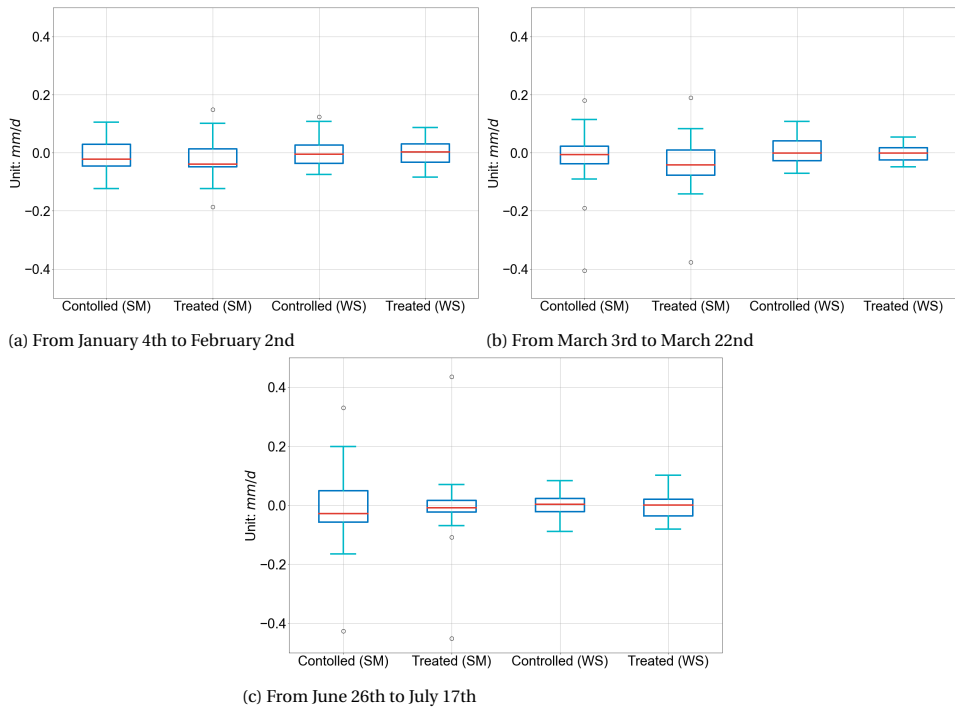 0.4
0.2
0.0
−0.2
−0.4
Unit: mm/d
Contolled (SM) Treated (SM) Controlled (WS) Treated (WS)
(a) From January 4th to February 2nd
0.4
0.2
0.0
−0.2
−0.4
Unit: mm/d
Contolled (SM) Treated (SM) Controlled (WS) Treated (WS)
(b) From March 3rd to March 22nd
0.4
0.2
0.0
−0.2
−0.4
Unit: mm/d
Contolled (SM) Treated (SM) Controlled (WS) Treated (WS)
(c) From June 26th to July 17th